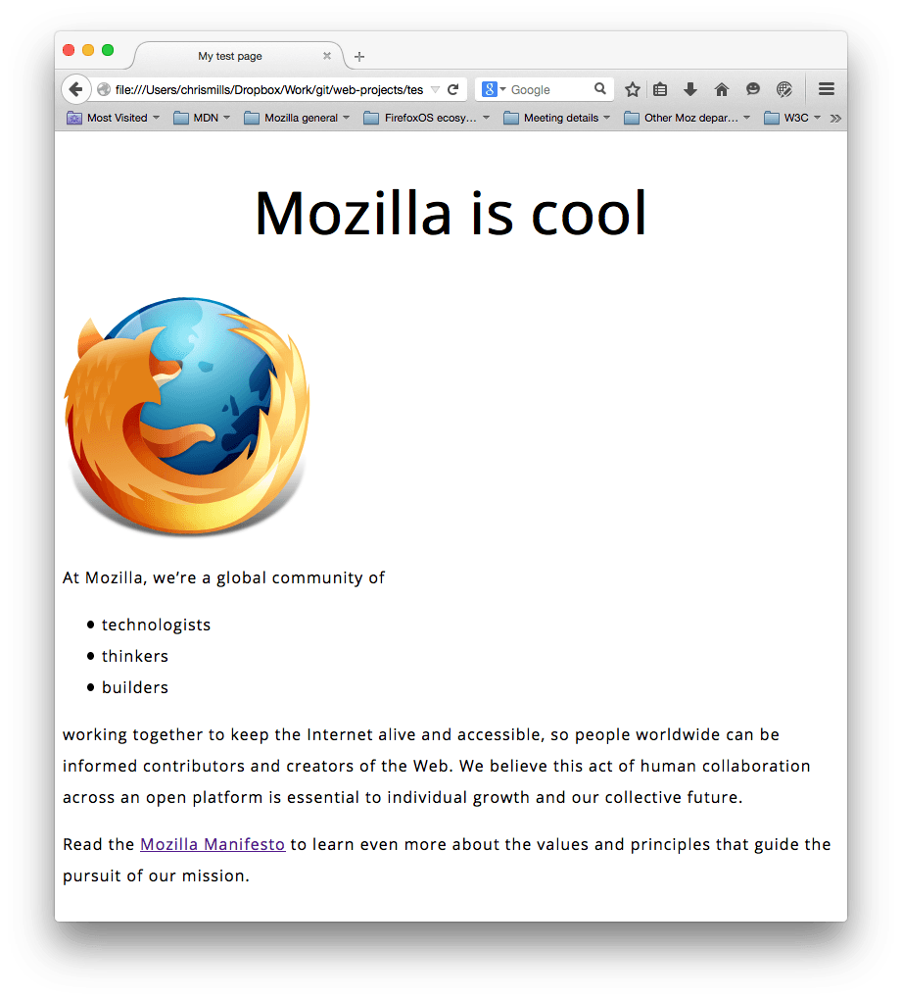 My test page
file:///Users/chrismills/Dropbox/Work/git/web-projects/tes
Google
Most Visited MDN Mozilla general FirefoxOS ecosy... Meeting details Other Moz depar... W3C
Mozilla is cool
At Mozilla, we’re a global community of
technologists
thinkers
builders
working together to keep the Internet alive and accessible, so people worldwide can be
informed contributors and creators of the Web. We believe this act of human collaboration
across an open platform is essential to individual growth and our collective future.
Read the Mozilla Manifesto to learn even more about the values and principles that guide the
pursuit of our mission.